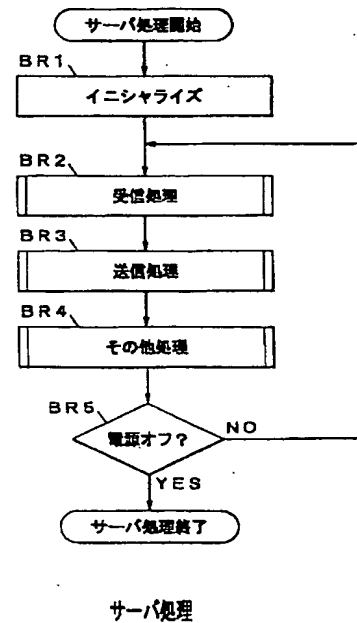 サーバ処理開始
BR1
イニシャライズ
BR2
受信処理
BR3
送信処理
BR4
その他処理
BR5
電源オフ?
NO
YES
サーバ処理終了
サーバ処理